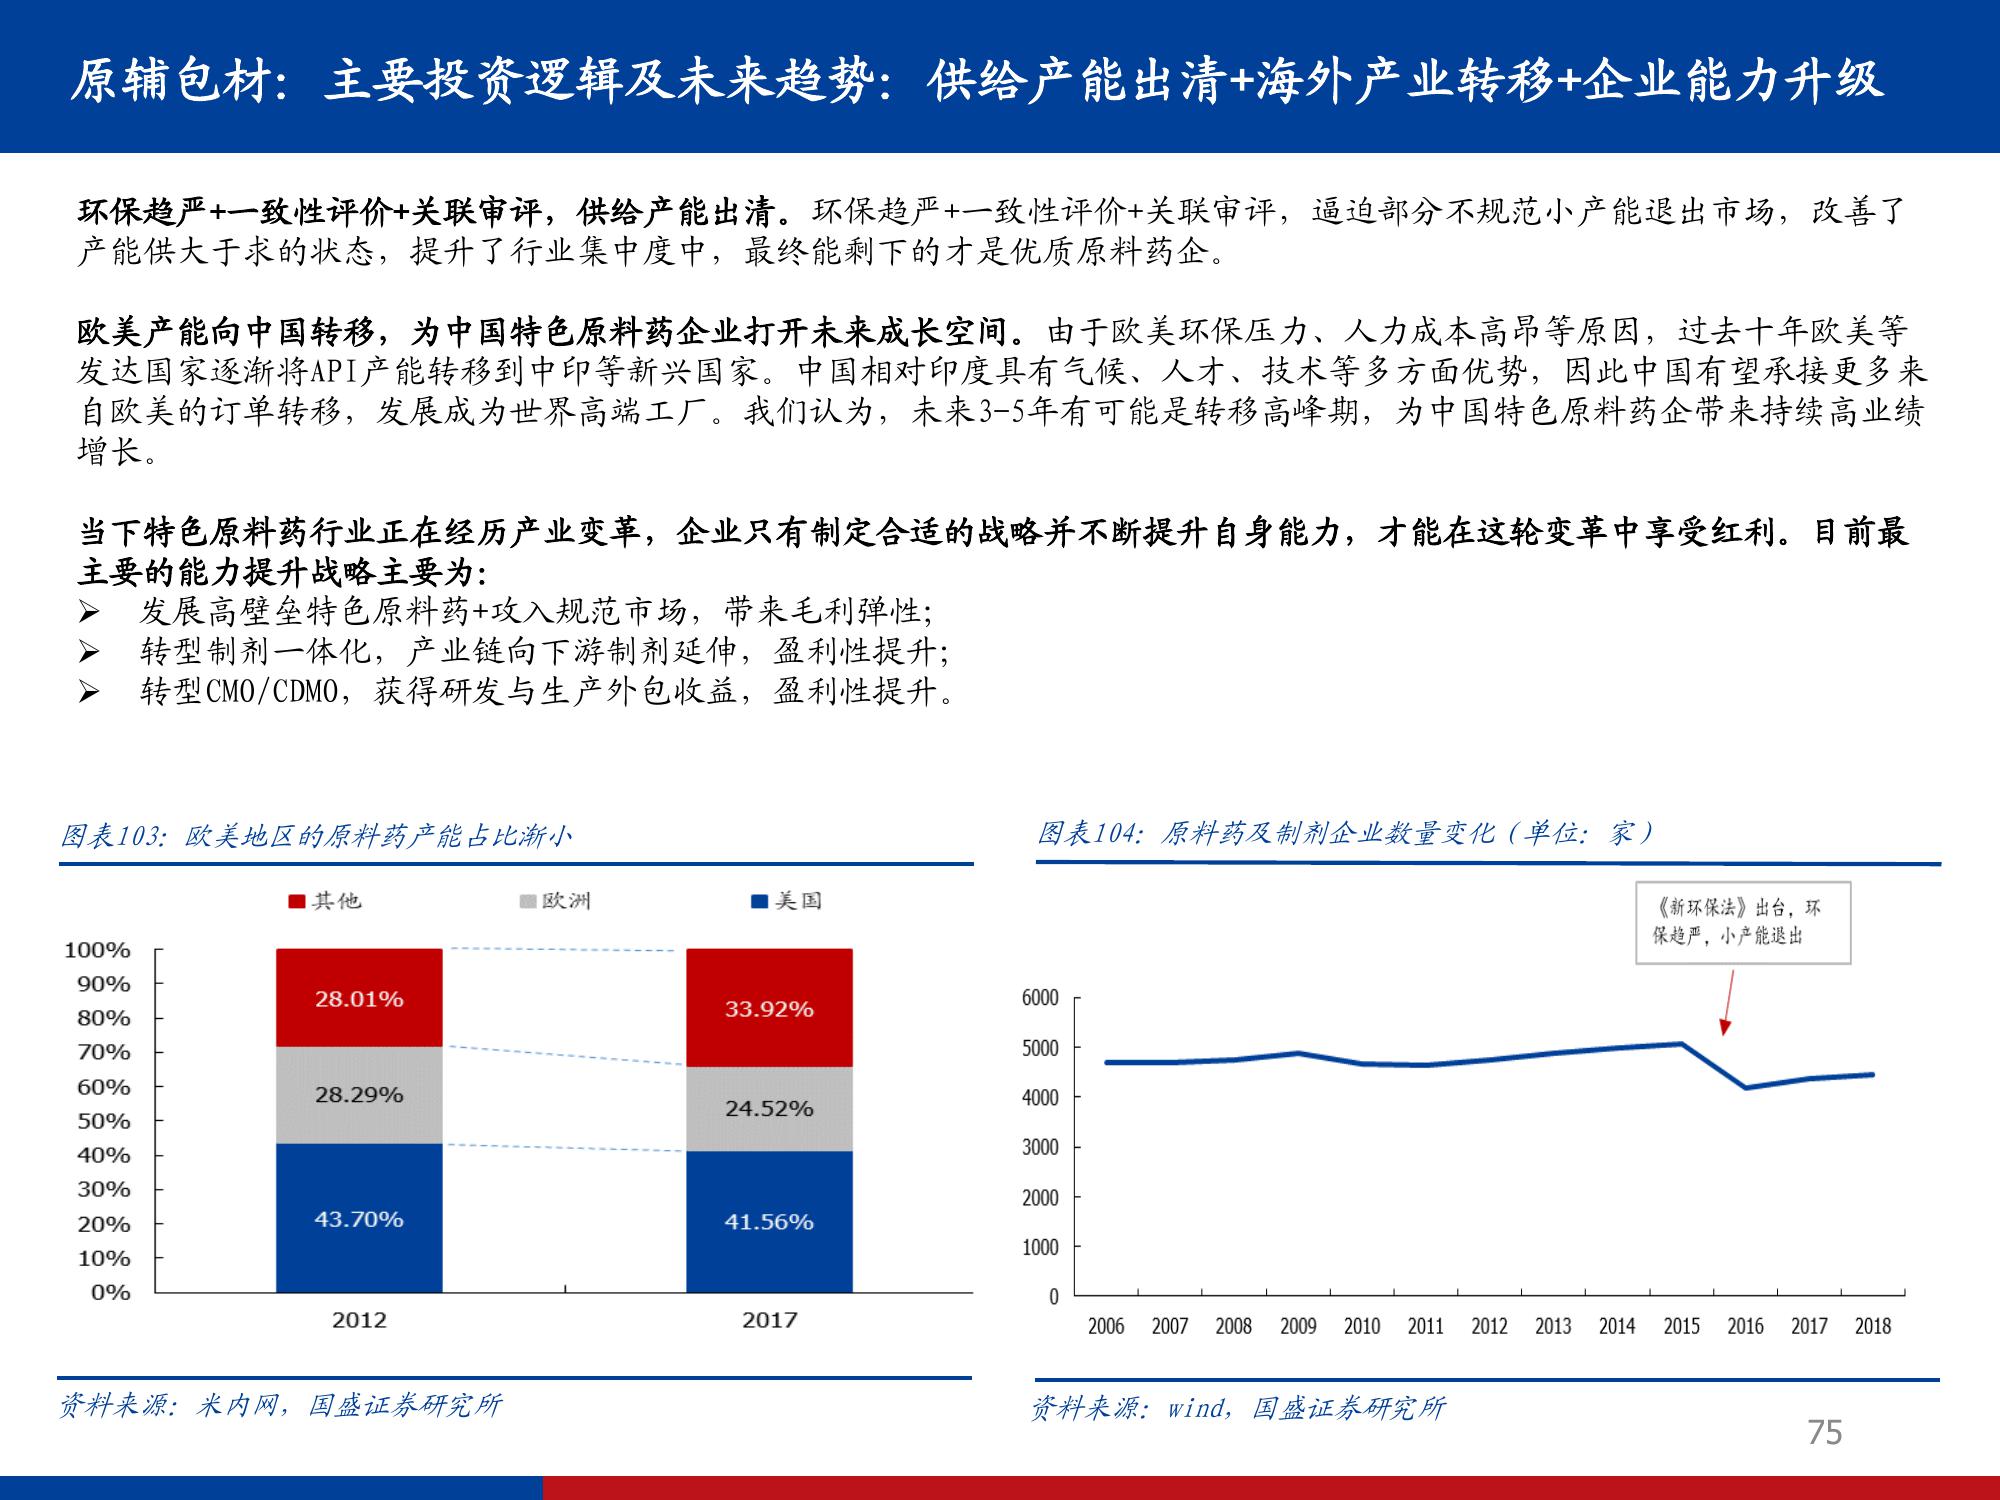 原辅包材：主要投资逻辑及未来趋势：供给产能出清+海外产业转移+企业能力升级
环保趋严+一致性评价+关联审评，供给产能出清。环保趋严+一致性评价+关联审评，逼迫部分不规范小产能退出市场，改善了
产能供大于求的状态，提升了行业集中度中，最终能剩下的才是优质原料药企。
欧美产能向中国转移，为中国特色原料药企业打开未来成长空间。由于欧美环保压力、人力成本高昂等原因，过去十年欧美等
发达国家逐渐将API产能转移到中印等新兴国家。中国相对印度具有气候、人才、技术等多方面优势，因此中国有望承接更多来
自欧美的订单转移，发展成为世界高端工厂。我们认为，未来3-5年有可能是转移高峰期，为中国特色原料药企带来持续高业绩
增长。
当下特色原料药行业正在经历产业变革，企业只有制定合适的战略并不断提升自身能力，才能在这轮变革中享受红利。目前最
主要的能力提升战略主要为：
➢ 发展高壁垒特色原料药+攻入规范市场，带来毛利弹性；
➢ 转型制剂一体化，产业链向下游制剂延伸，盈利性提升；
➢ 转型CMO/CDMO，获得研发与生产外包收益，盈利性提升。
图表103：欧美地区的原料药产能占比渐小
其他 欧洲 美国
100%
90%
80%
70%
60%
50%
40%
30%
20%
10%
0%
28.01%
28.29%
43.70%
33.92%
24.52%
41.56%
2012 2017
资料来源：米内网，国盛证券研究所
图表104：原料药及制剂企业数量变化（单位：家）
《新环保法》出台，环
保趋严，小产能退出
6000
5000
4000
3000
2000
1000
0
2006 2007 2008 2009 2010 2011 2012 2013 2014 2015 2016 2017 2018
资料来源：wind，国盛证券研究所
75